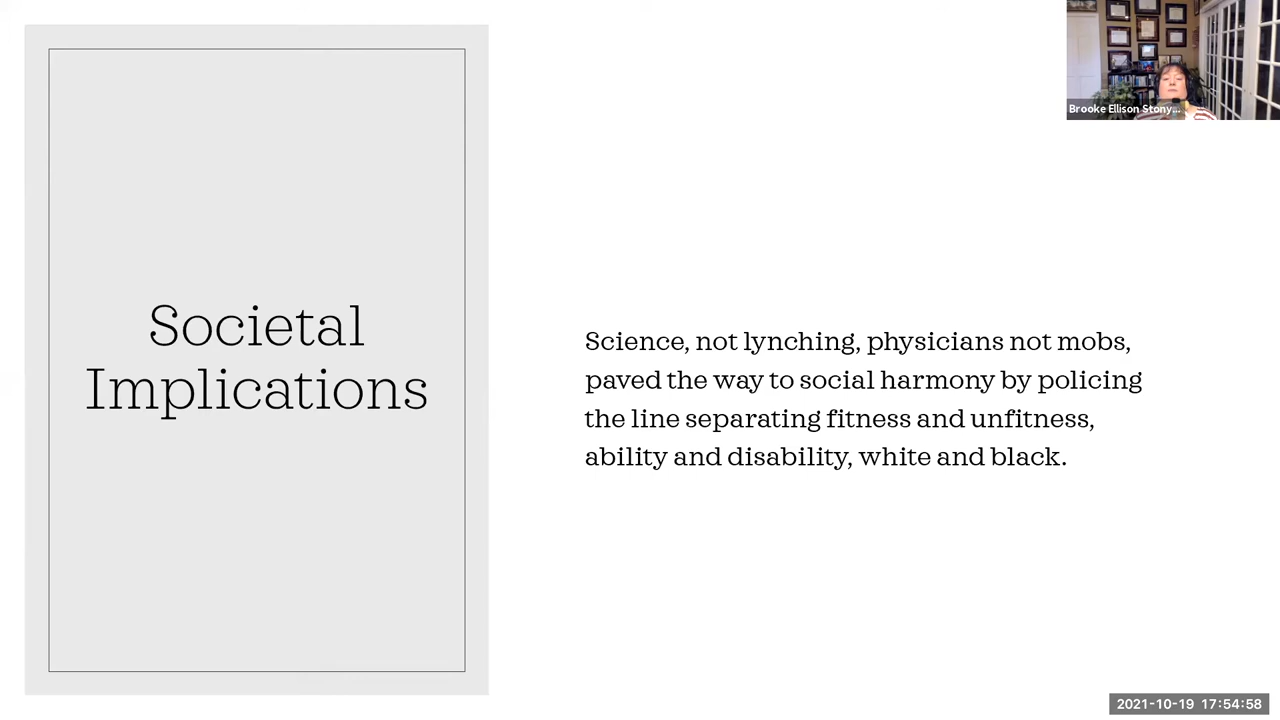 Brooke Ellison Stony...
Societal
Implications
Science, not lynching, physicians not mobs,
paved the way to social harmony by policing
the line separating fitness and unfitness,
ability and disability, white and black.
2021-10-19 17:54:58